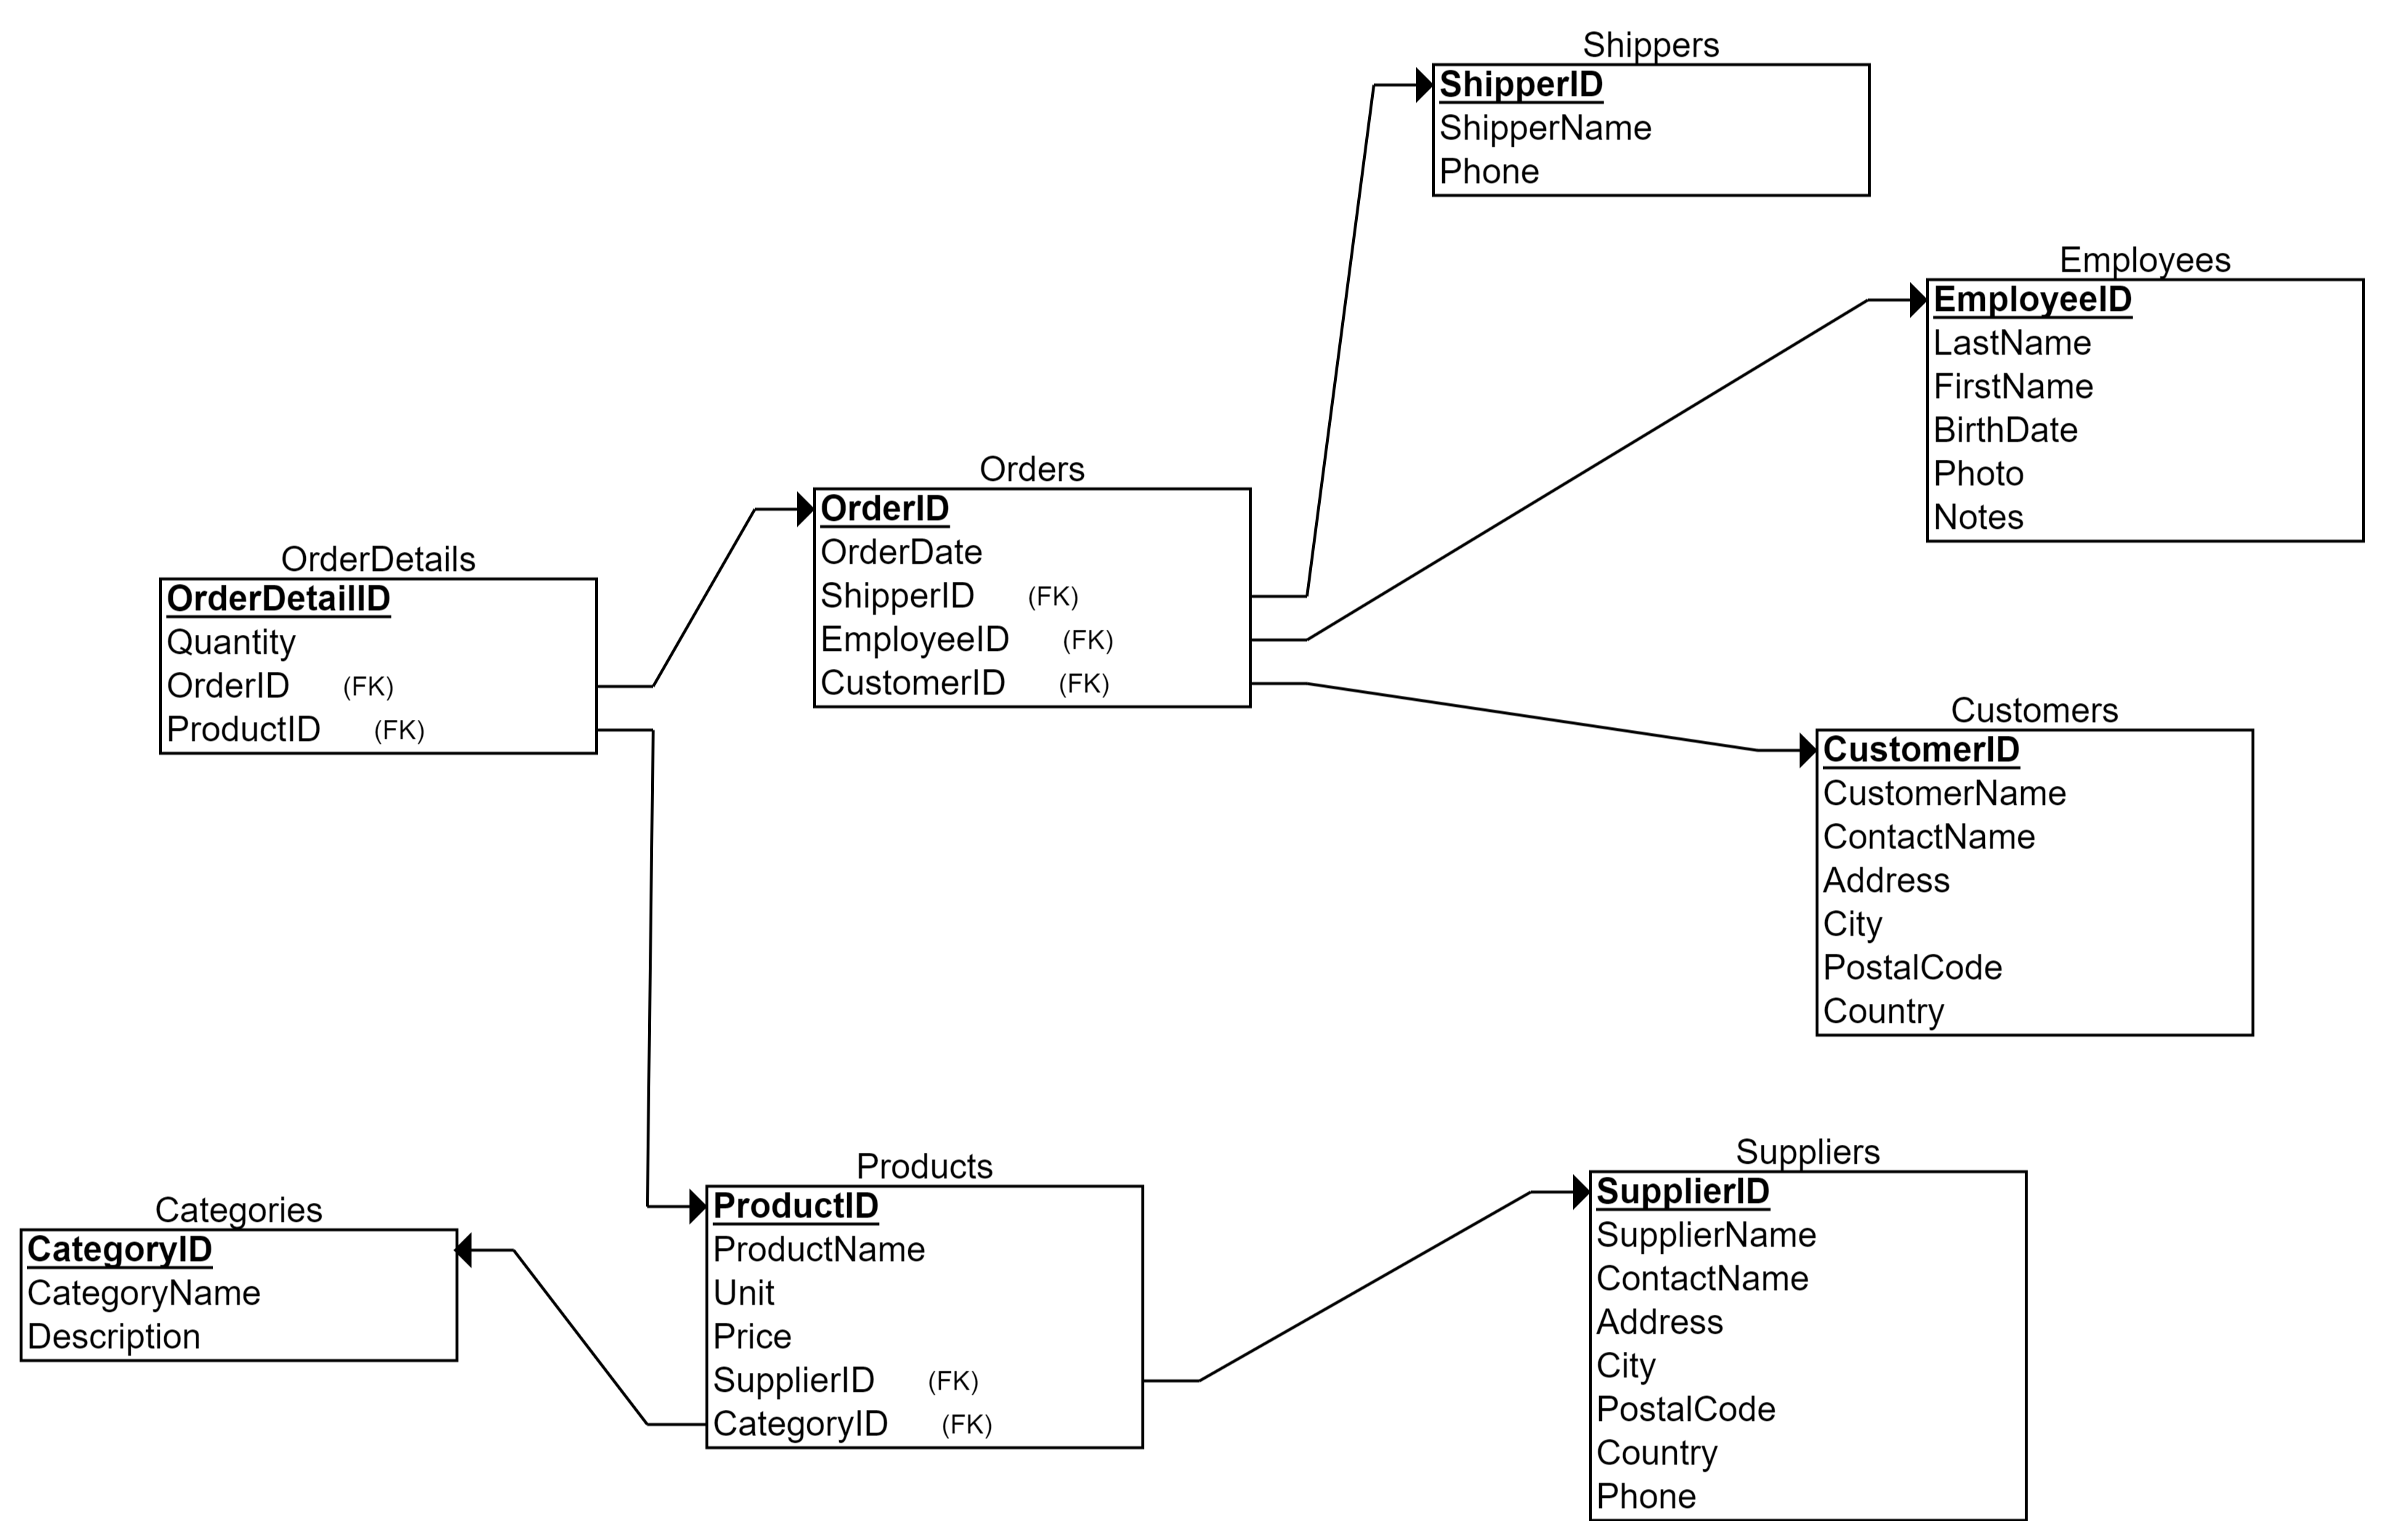 Shippers
ShipperID
ShipperName
Phone
Employees
EmployeeID
LastName
FirstName
BirthDate
Photo
Notes
Orders
OrderID
OrderDate
ShipperID (FK)
EmployeeID (FK)
CustomerID (FK)
OrderDetails
OrderDetailID
Quantity
OrderID (FK)
ProductID (FK)
Customers
CustomerID
CustomerName
ContactName
Address
City
PostalCode
Country
Products
ProductID
ProductName
Unit
Price
SupplierID (FK)
CategoryID (FK)
Categories
CategoryID
CategoryName
Description
Suppliers
SupplierID
SupplierName
ContactName
Address
City
PostalCode
Country
Phone